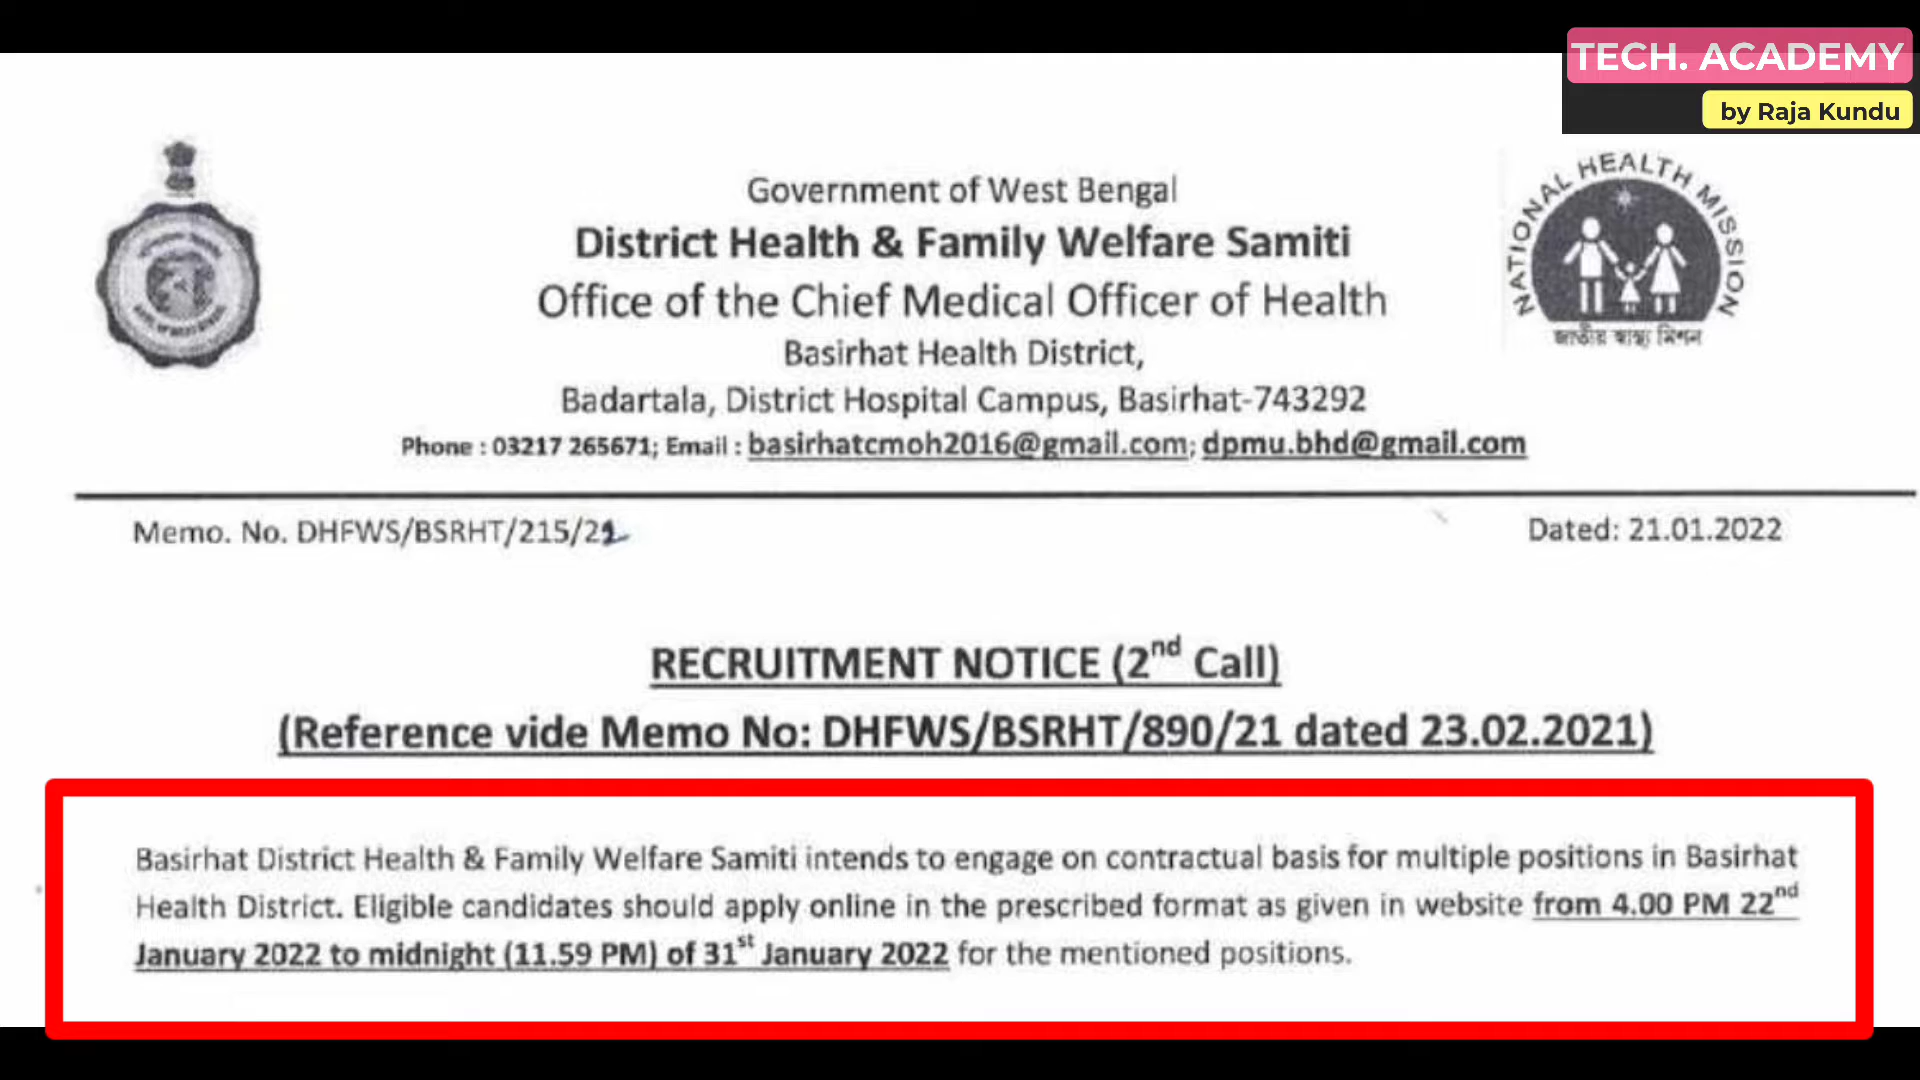 TECH. ACADEMY
by Raja Kundu
NATIONAL HEALTH MISSION
জাতীয় স্বাস্থ্য মিশন
Government of West Bengal
District Health & Family Welfare Samiti
Office of the Chief Medical Officer of Health
Basirhat Health District,
Badartala, District Hospital Campus, Basirhat-743292
Phone : 03217 265671; Email : basirhatcmoh2016@gmail.com; dpmu.bhd@gmail.com
Memo. No. DHFWS/BSRHT/215/22
Dated: 21.01.2022
RECRUITMENT NOTICE (2nd Call)
(Reference vide Memo No: DHFWS/BSRHT/890/21 dated 23.02.2021)
Basirhat District Health & Family Welfare Samiti intends to engage on contractual basis for multiple positions in Basirhat
Health District. Eligible candidates should apply online in the prescribed format as given in website from 4.00 PM 22nd
January 2022 to midnight (11.59 PM) of 31st January 2022 for the mentioned positions.